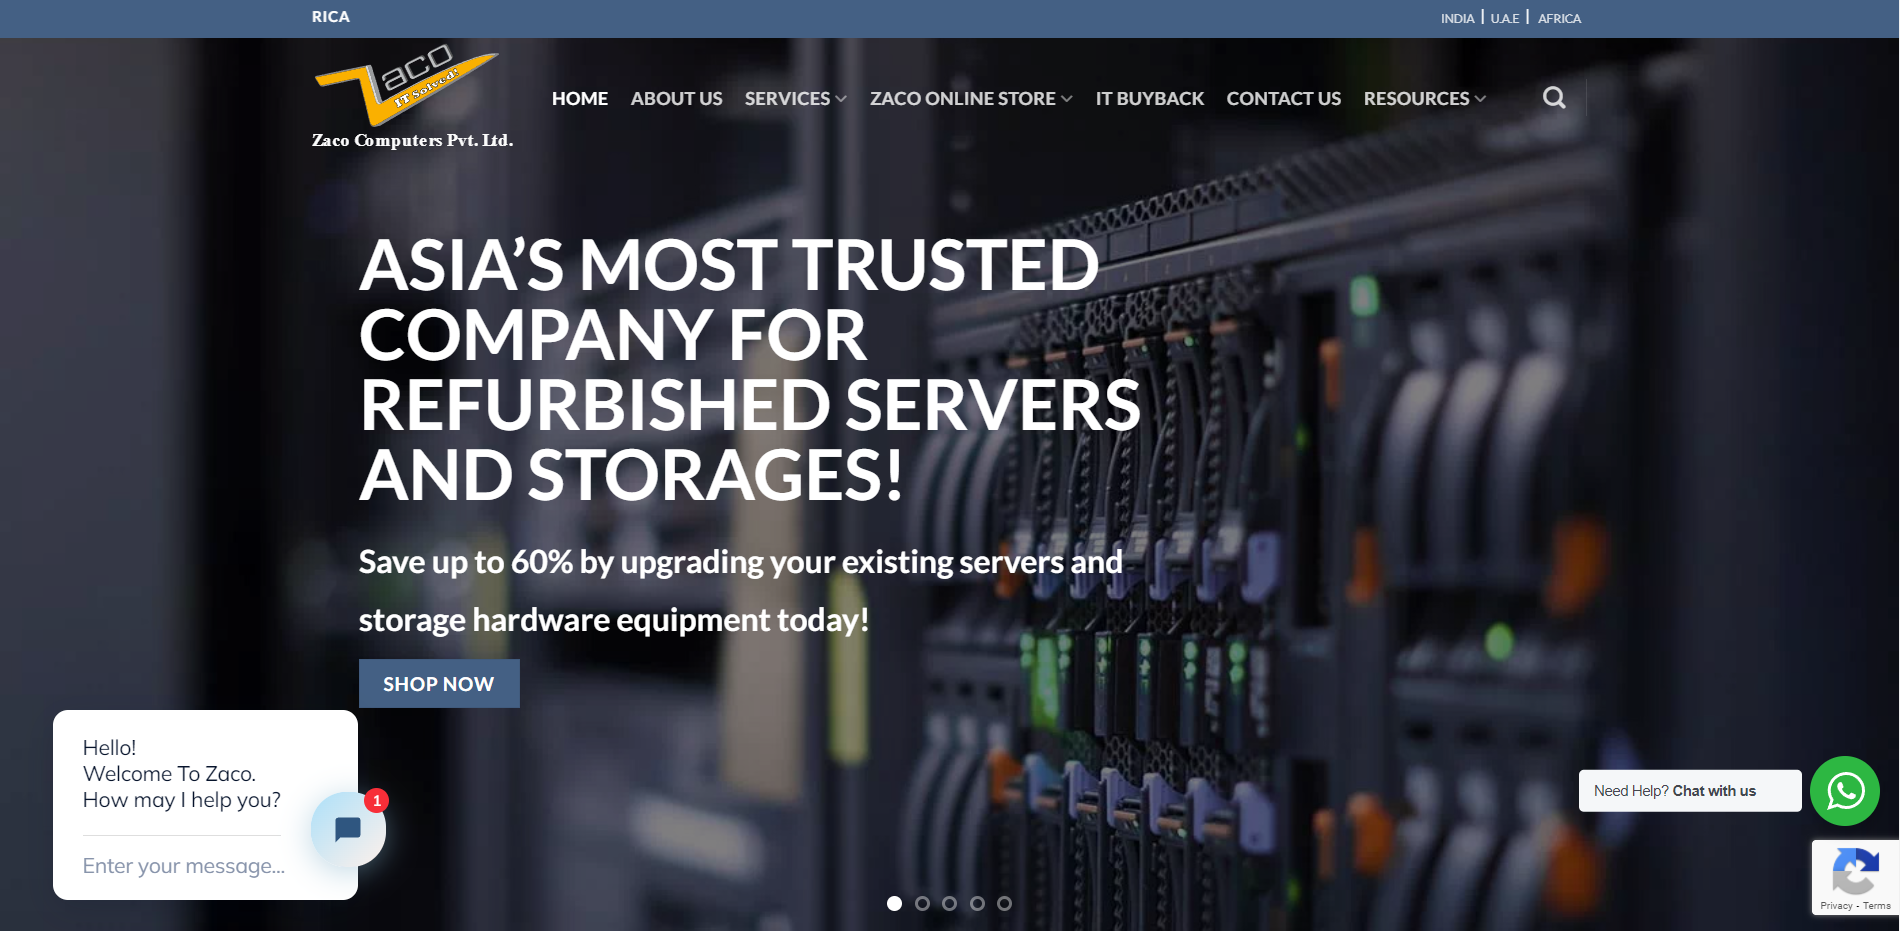 RICA
INDIA | U.A.E | AFRICA
Zaco
IT Solved!
Zaco Computers Pvt. Ltd.
HOME ABOUT US SERVICES ZACO ONLINE STORE IT BUYBACK CONTACT US RESOURCES
ASIA’S MOST TRUSTED
COMPANY FOR
REFURBISHED SERVERS
AND STORAGES!
Save up to 60% by upgrading your existing servers and
storage hardware equipment today!
SHOP NOW
Hello!
Welcome To Zaco.
How may I help you?
1
Enter your message...
Need Help? Chat with us
Privacy - Terms